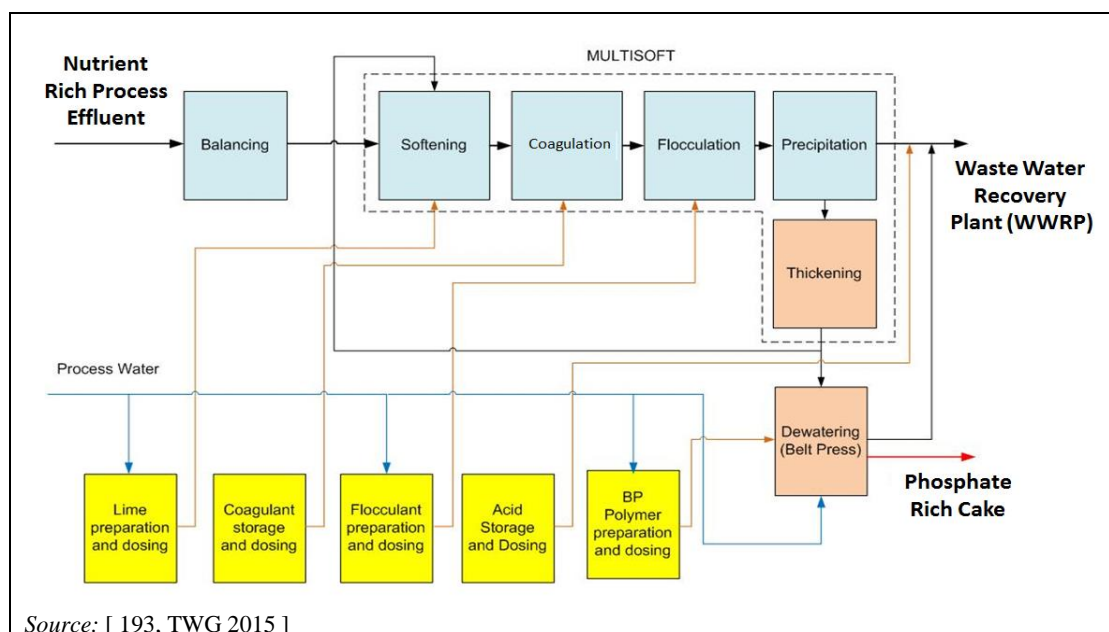 MULTISOFT
Nutrient
Rich Process
Effluent
Balancing
Softening
Coagulation
Flocculation
Precipitation
Waste Water
Recovery
Plant (WWRP)
Thickening
Process Water
Dewatering
(Belt Press)
Phosphate
Rich Cake
Lime
preparation
and dosing
Coagulant
storage
and dosing
Flocculant
preparation
and dosing
Acid
Storage
and Dosing
BP
Polymer
preparation
and dosing
Source: [ 193, TWG 2015 ]